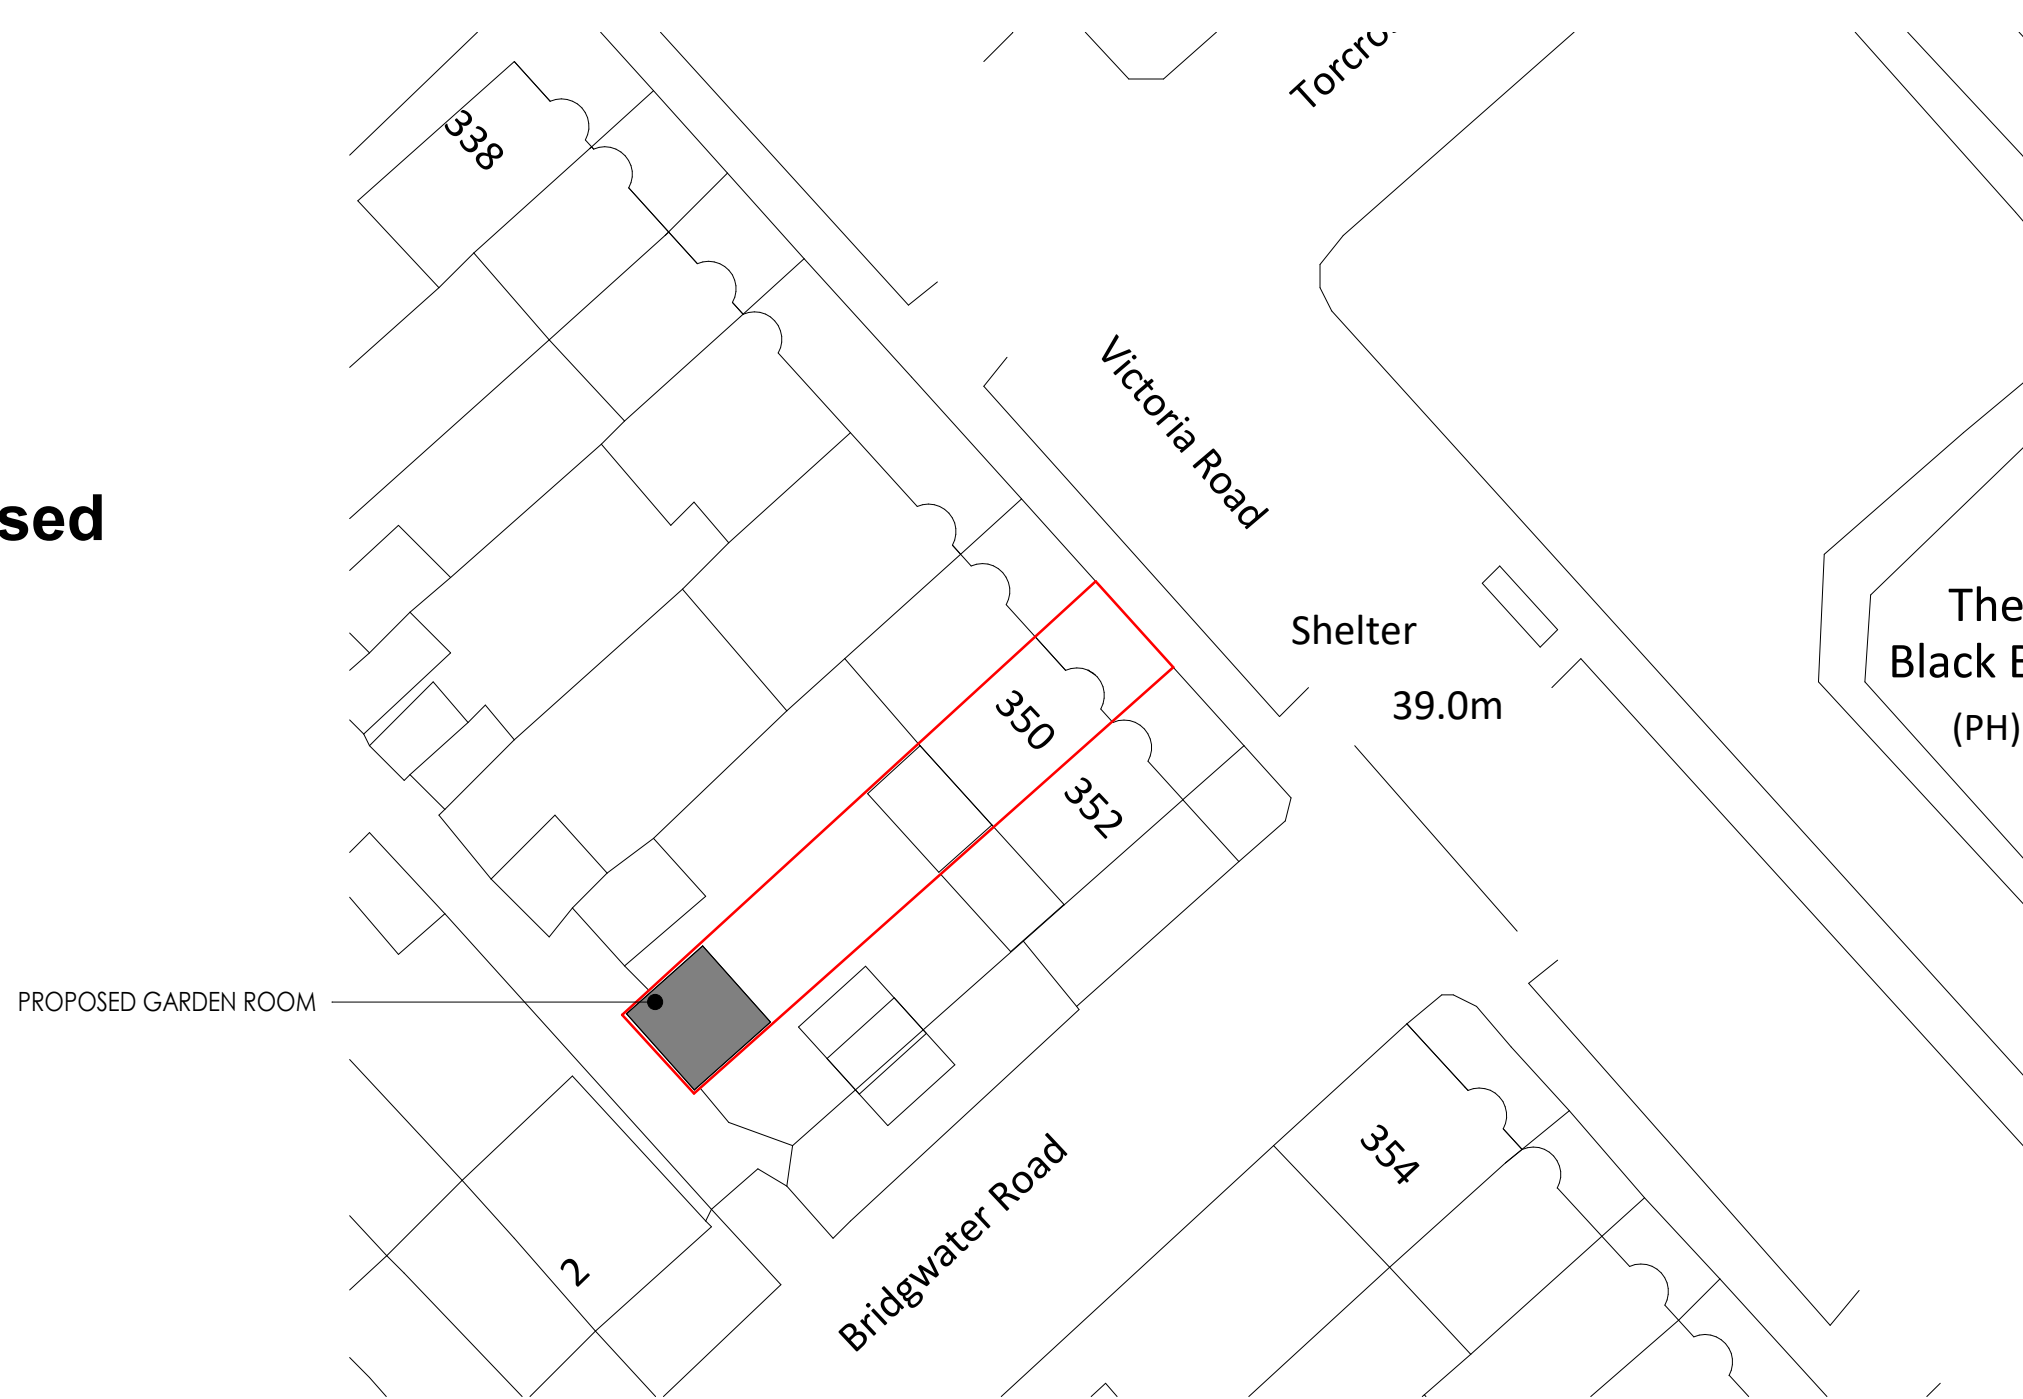 338
Victoria Road
sed
Shelter
The
Black
39.0m
(PH)
350
352
PROPOSED GARDEN ROOM
354
Bridgwater Road
2